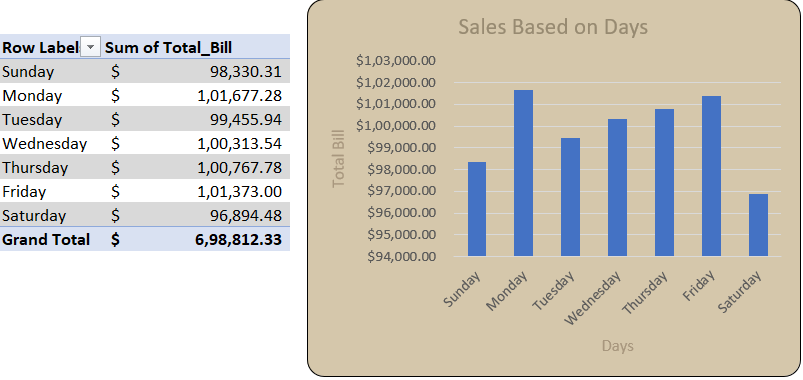 Row Label Sum of Total_Bill
Sunday $ 98,330.31
Monday $ 1,01,677.28
Tuesday $ 99,455.94
Wednesday $ 1,00,313.54
Thursday $ 1,00,767.78
Friday $ 1,01,373.00
Saturday $ 96,894.48
Grand Total $ 6,98,812.33
Sales Based on Days
Total Bill
$1,03,000.00
$1,02,000.00
$1,01,000.00
$1,00,000.00
$99,000.00
$98,000.00
$97,000.00
$96,000.00
$95,000.00
$94,000.00
Sunday Monday Tuesday Wednesday Thursday Friday Saturday
Days